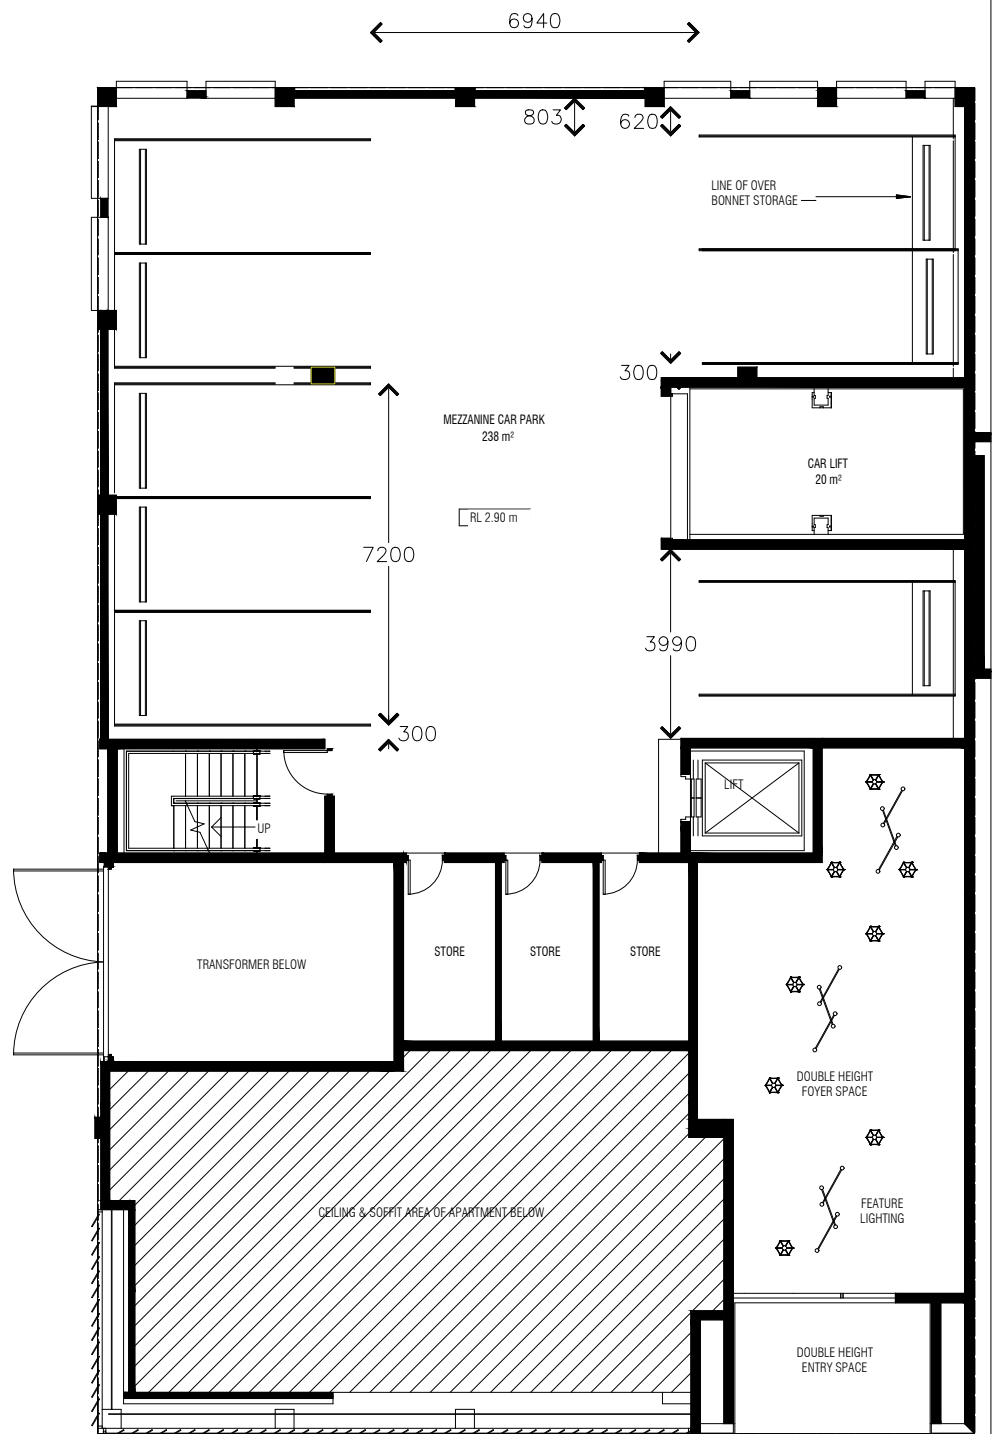 6940
803
620
LINE OF OVER
BONNET STORAGE
300
MEZZANINE CAR PARK
238 m²
CAR LIFT
20 m²
RL 2.90 m
7200
3990
300
LIFT
UP
STORE
STORE
STORE
TRANSFORMER BELOW
DOUBLE HEIGHT
FOYER SPACE
CEILING & SOFFIT AREA OF APARTMENT BELOW
FEATURE
LIGHTING
DOUBLE HEIGHT
ENTRY SPACE